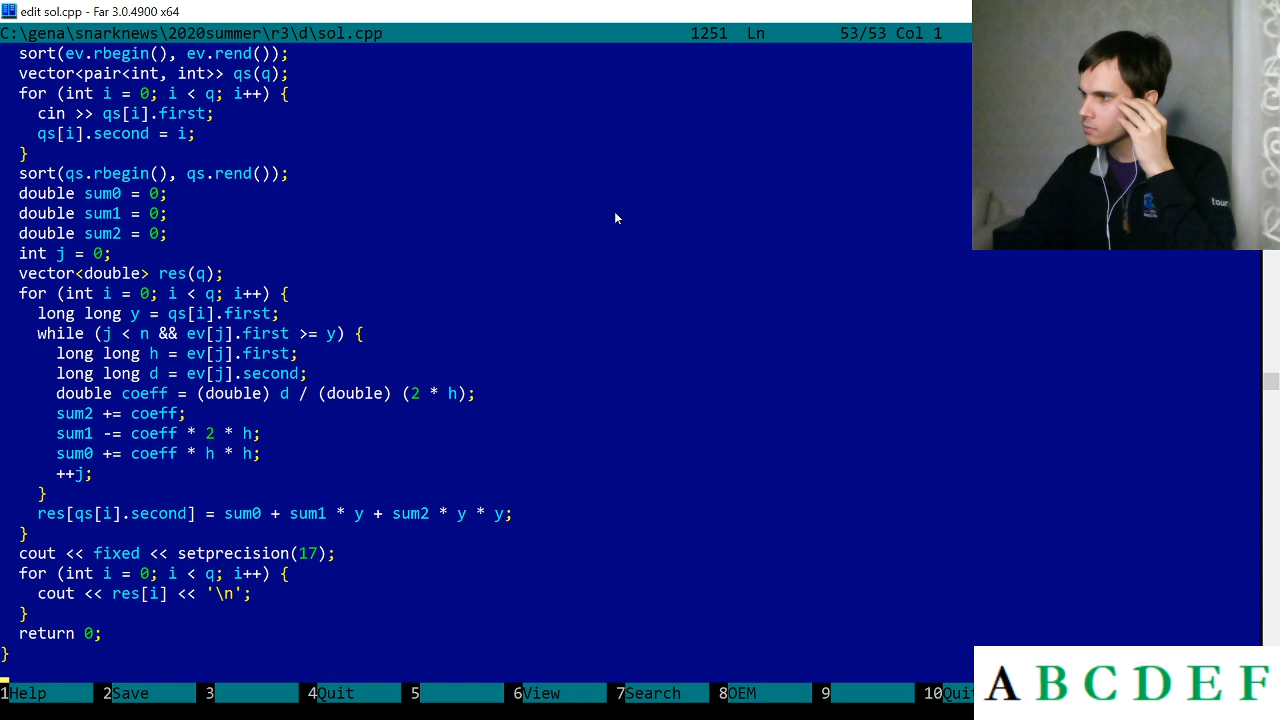 edit sol.cpp - Far 3.0.4900 x64
C:\gena\snarknews\2020summer\r3\d\sol.cpp 1251 Ln 53/53 Col 1
sort(ev.rbegin(), ev.rend());
vector<pair<int, int>> qs(q);
for (int i = 0; i < q; i++) {
cin >> qs[i].first;
qs[i].second = i;
}
sort(qs.rbegin(), qs.rend());
double sum0 = 0;
double sum1 = 0;
double sum2 = 0;
int j = 0;
vector<double> res(q);
for (int i = 0; i < q; i++) {
long long y = qs[i].first;
while (j < n && ev[j].first >= y) {
long long h = ev[j].first;
long long d = ev[j].second;
double coeff = (double) d / (double) (2 * h);
sum2 += coeff;
sum1 -= coeff * 2 * h;
sum0 += coeff * h * h;
++j;
}
res[qs[i].second] = sum0 + sum1 * y + sum2 * y * y;
}
cout << fixed << setprecision(17);
for (int i = 0; i < q; i++) {
cout << res[i] << '\n';
}
return 0;
}
1Help 2Save 3 4Quit 5 6View 7Search 8OEM 9 10Quit
tour
A B C D E F